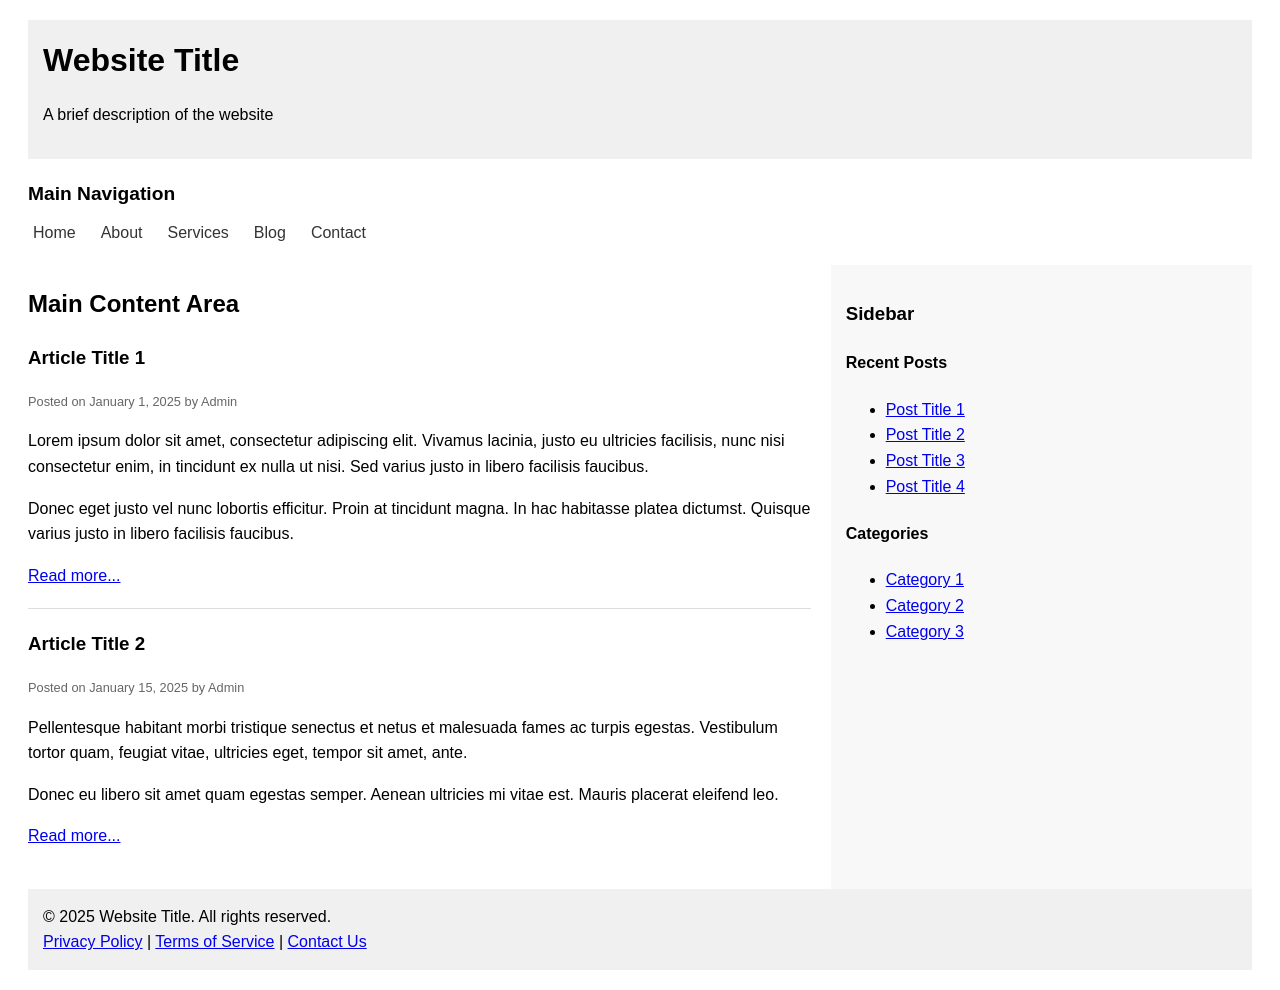 Website Title
A brief description of the website
Main Navigation
Home About Services Blog Contact
Main Content Area
Article Title 1
Posted on January 1, 2025 by Admin
Lorem ipsum dolor sit amet, consectetur adipiscing elit. Vivamus lacinia, justo eu ultricies facilisis, nunc nisi
consectetur enim, in tincidunt ex nulla ut nisi. Sed varius justo in libero facilisis faucibus.
Donec eget justo vel nunc lobortis efficitur. Proin at tincidunt magna. In hac habitasse platea dictumst. Quisque
varius justo in libero facilisis faucibus.
Read more...
Article Title 2
Posted on January 15, 2025 by Admin
Pellentesque habitant morbi tristique senectus et netus et malesuada fames ac turpis egestas. Vestibulum
tortor quam, feugiat vitae, ultricies eget, tempor sit amet, ante.
Donec eu libero sit amet quam egestas semper. Aenean ultricies mi vitae est. Mauris placerat eleifend leo.
Read more...
Sidebar
Recent Posts
Post Title 1
Post Title 2
Post Title 3
Post Title 4
Categories
Category 1
Category 2
Category 3
© 2025 Website Title. All rights reserved.
Privacy Policy | Terms of Service | Contact Us